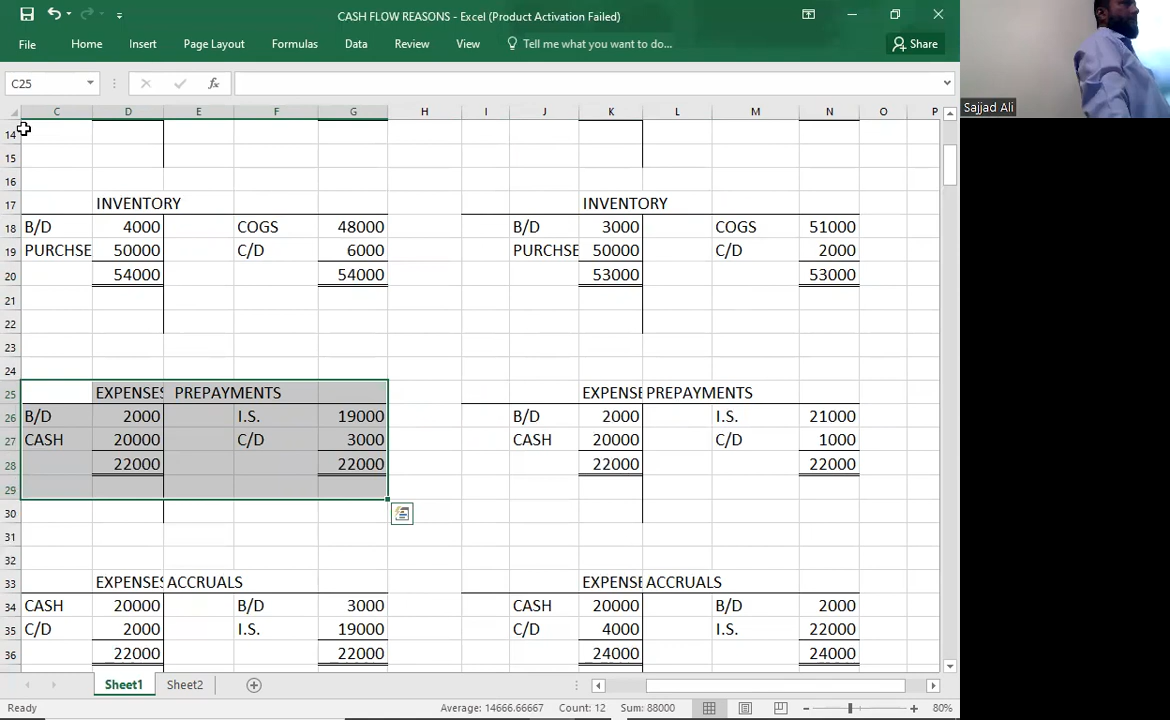 CASH FLOW REASONS - Excel (Product Activation Failed)
File Home Insert Page Layout Formulas Data Review View Tell me what you want to do... Share
C25 fx
Sajjad Ali
C D E F G H I J K L M N O P
14
15
16
17 INVENTORY INVENTORY
18 B/D 4000 COGS 48000 B/D 3000 COGS 51000
19 PURCHSE 50000 C/D 6000 PURCHSE 50000 C/D 2000
20 54000 54000 53000 53000
21
22
23
24
25 EXPENSES PREPAYMENTS EXPENSE PREPAYMENTS
26 B/D 2000 I.S. 19000 B/D 2000 I.S. 21000
27 CASH 20000 C/D 3000 CASH 20000 C/D 1000
28 22000 22000 22000 22000
29
30
31
32
33 EXPENSES ACCRUALS EXPENSE ACCRUALS
34 CASH 20000 B/D 3000 CASH 20000 B/D 2000
35 C/D 2000 I.S. 19000 C/D 4000 I.S. 22000
36 22000 22000 24000 24000
Sheet1 Sheet2
Ready Average: 14666.66667 Count: 12 Sum: 88000 80%